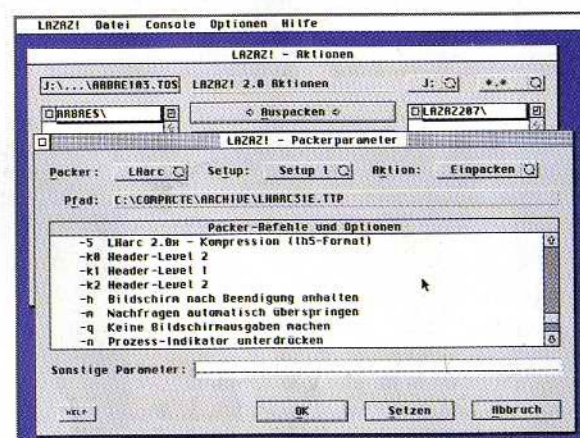 LAZAZ! Datei Console Optionen Hilfe
LAZAZ! - Aktionen
J:\...\ARBRE103.TOS LAZAZ! 2.0 Aktionen J: *.*
ARBRES\ Auspacken LAZAZ207\
LAZAZ! - Packerparameter
Packer: LHarc Setup: Setup 1 Aktion: Einpacken
Pfad: C:\COMPACTE\ARCHIVE\LHARC31E.TTP
Packer-Befehle und Optionen
-5 LHarc 2.0x - Kompression (lh5-Format)
-k0 Header-Level 2
-k1 Header-Level 1
-k2 Header-Level 2
-h Bildschirm nach Beendigung anhalten
-m Nachfragen automatisch überspringen
-q Keine Bildschirmausgaben machen
-n Prozess-Indikator unterdrücken
Sonstige Parameter:
HELP OK Setzen Abbruch